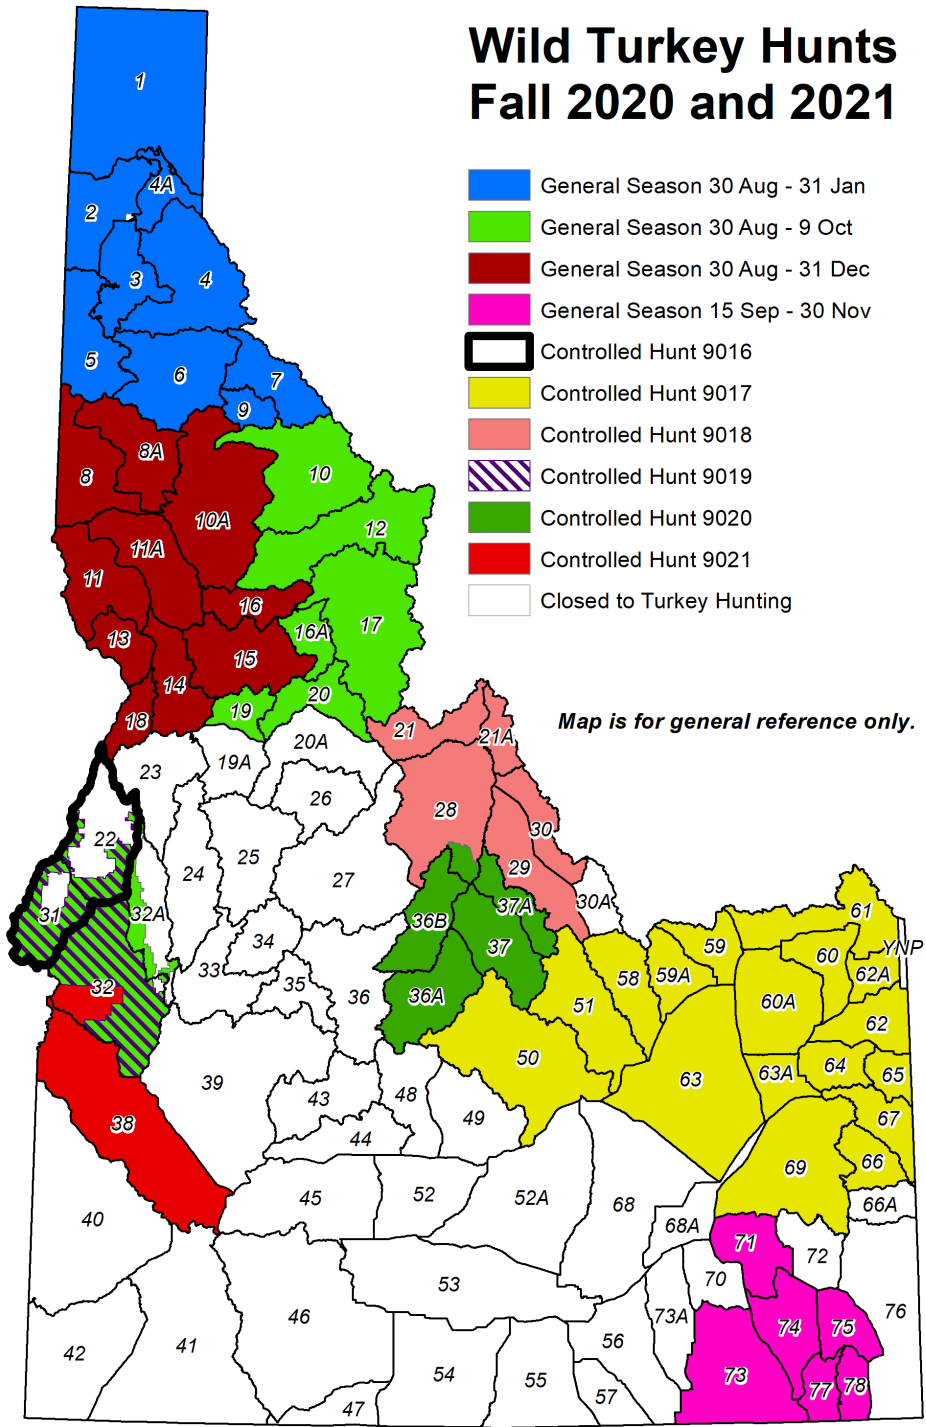 Wild Turkey Hunts
Fall 2020 and 2021
General Season 30 Aug - 31 Jan
General Season 30 Aug - 9 Oct
General Season 30 Aug - 31 Dec
General Season 15 Sep - 30 Nov
Controlled Hunt 9016
Controlled Hunt 9017
Controlled Hunt 9018
Controlled Hunt 9019
Controlled Hunt 9020
Controlled Hunt 9021
Closed to Turkey Hunting
Map is for general reference only.
1
4A
2
3
4
5
6
7
9
8A
8
10
10A
12
11A
11
16
16A
17
13
15
14
20
19
18
21
21A
20A
19A
23
26
28
30
22
25
24
27
29
30A
31
32A
36B
37A
34
37
33
35
36
36A
32
61
59
60
YNP
58
59A
62A
51
60A
62
50
63
63A
64
65
39
43
48
49
67
38
44
66
69
45
52
52A
68
66A
40
68A
71
72
70
53
73A
46
76
74
75
56
41
42
54
55
73
77
78
57
47